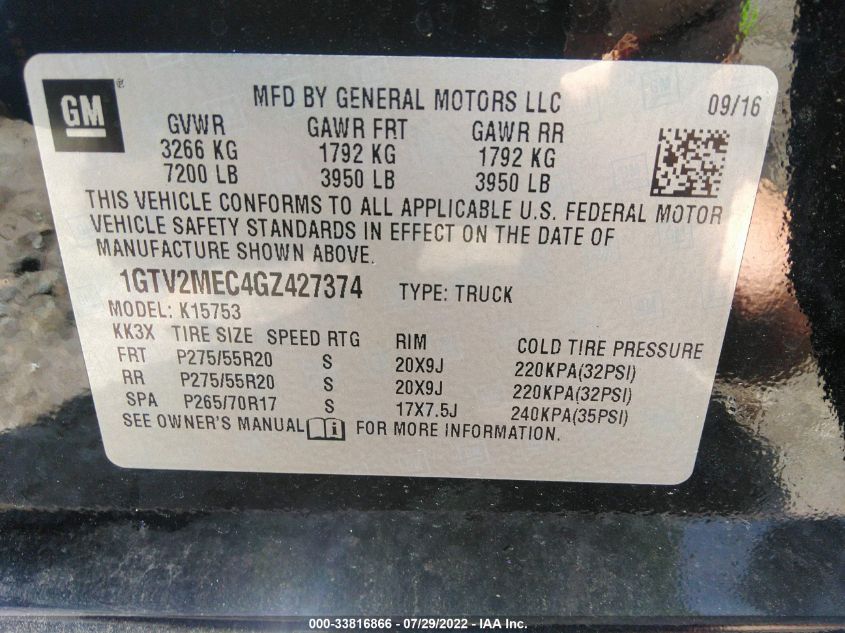 GM
MFD BY GENERAL MOTORS LLC 09/16
GVWR GAWR FRT GAWR RR
3266 KG 1792 KG 1792 KG
7200 LB 3950 LB 3950 LB
THIS VEHICLE CONFORMS TO ALL APPLICABLE U.S. FEDERAL MOTOR
VEHICLE SAFETY STANDARDS IN EFFECT ON THE DATE OF
MANUFACTURE SHOWN ABOVE.
1GTV2MEC4GZ427374 TYPE: TRUCK
MODEL: K15753
KK3X TIRE SIZE SPEED RTG RIM COLD TIRE PRESSURE
FRT P275/55R20 S 20X9J 220KPA(32PSI)
RR P275/55R20 S 20X9J 220KPA(32PSI)
SPA P265/70R17 S 17X7.5J 240KPA(35PSI)
SEE OWNER'S MANUAL i FOR MORE INFORMATION.
000-33816866 - 07/29/2022 - IAA Inc.